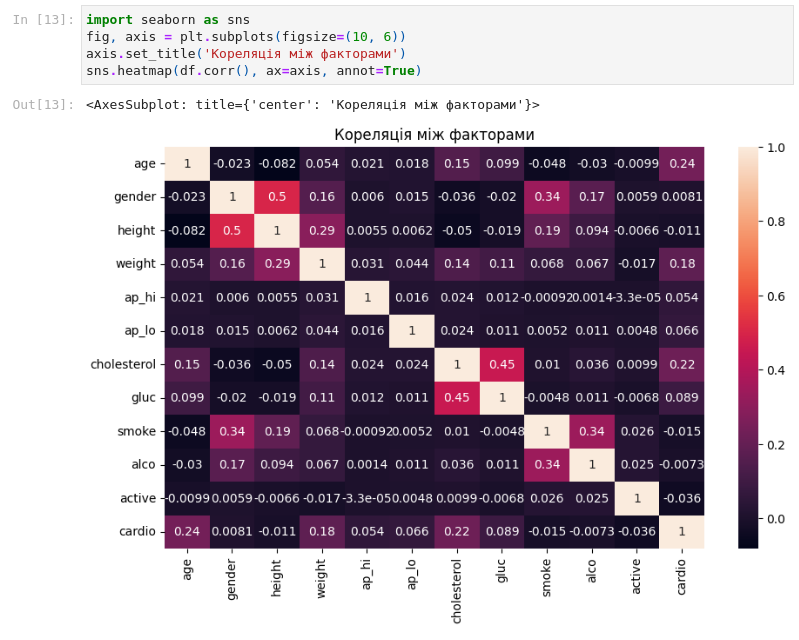 In [13]: import seaborn as sns
fig, axis = plt.subplots(figsize=(10, 6))
axis.set_title('Кореляція між факторами')
sns.heatmap(df.corr(), ax=axis, annot=True)
Out[13]: <AxesSubplot: title={'center': 'Кореляція між факторами'}>
Кореляція між факторами
age 1 -0.023 -0.082 0.054 0.021 0.018 0.15 0.099 -0.048 -0.03 -0.0099 0.24
gender -0.023 1 0.5 0.16 0.006 0.015 -0.036 -0.02 0.34 0.17 0.0059 0.0081
height -0.082 0.5 1 0.29 0.0055 0.0062 -0.05 -0.019 0.19 0.094 -0.0066 -0.011
weight 0.054 0.16 0.29 1 0.031 0.044 0.14 0.11 0.068 0.067 -0.017 0.18
ap_hi 0.021 0.006 0.0055 0.031 1 0.016 0.024 0.012 -0.00092 0.0014 -3.3e-05 0.054
ap_lo 0.018 0.015 0.0062 0.044 0.016 1 0.024 0.011 0.0052 0.011 0.0048 0.066
cholesterol 0.15 -0.036 -0.05 0.14 0.024 0.024 1 0.45 0.01 0.036 0.0099 0.22
gluc 0.099 -0.02 -0.019 0.11 0.012 0.011 0.45 1 -0.0048 0.011 -0.0068 0.089
smoke -0.048 0.34 0.19 0.068 -0.00092 0.0052 0.01 -0.0048 1 0.34 0.026 -0.015
alco -0.03 0.17 0.094 0.067 0.0014 0.011 0.036 0.011 0.34 1 0.025 -0.0073
active -0.0099 0.0059 -0.0066 -0.017 -3.3e-05 0.0048 0.0099 -0.0068 0.026 0.025 1 -0.036
cardio 0.24 0.0081 -0.011 0.18 0.054 0.066 0.22 0.089 -0.015 -0.0073 -0.036 1
age gender height weight ap_hi ap_lo cholesterol gluc smoke alco active cardio
1.0
0.8
0.6
0.4
0.2
0.0